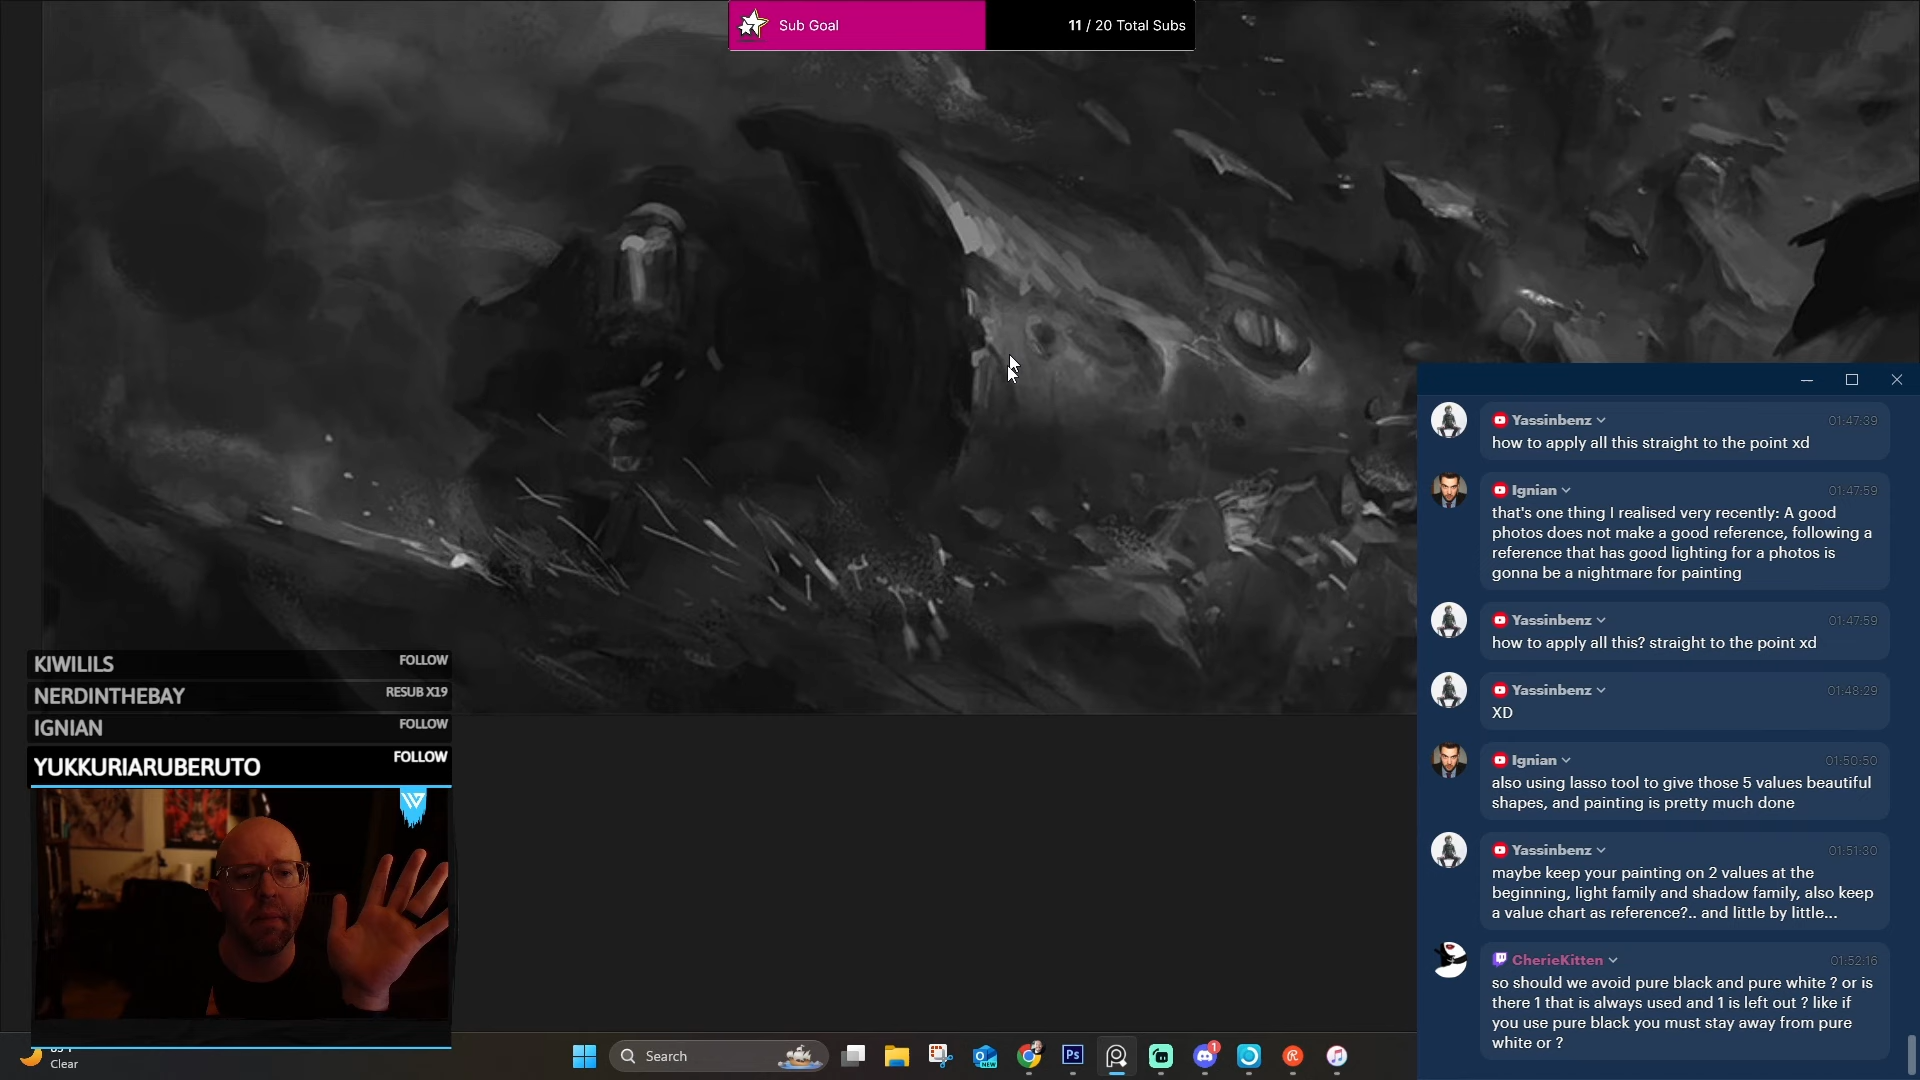 Sub Goal
11 / 20 Total Subs
KIWILILS FOLLOW
NERDINTHEBAY RESUB X19
IGNIAN FOLLOW
YUKKURIARUBERUTO FOLLOW
Yassinbenz 01:47:39
how to apply all this straight to the point xd
Ignian 01:47:59
that's one thing I realised very recently: A good
photos does not make a good reference, following a
reference that has good lighting for a photos is
gonna be a nightmare for painting
Yassinbenz 01:47:59
how to apply all this? straight to the point xd
Yassinbenz 01:48:29
XD
Ignian 01:50:50
also using lasso tool to give those 5 values beautiful
shapes, and painting is pretty much done
Yassinbenz 01:51:30
maybe keep your painting on 2 values at the
beginning, light family and shadow family, also keep
a value chart as reference?.. and little by little...
CherieKitten 01:52:16
so should we avoid pure black and pure white ? or is
there 1 that is always used and 1 is left out ? like if
you use pure black you must stay away from pure
white or ?
Clear
Search
NEW
Ps
1